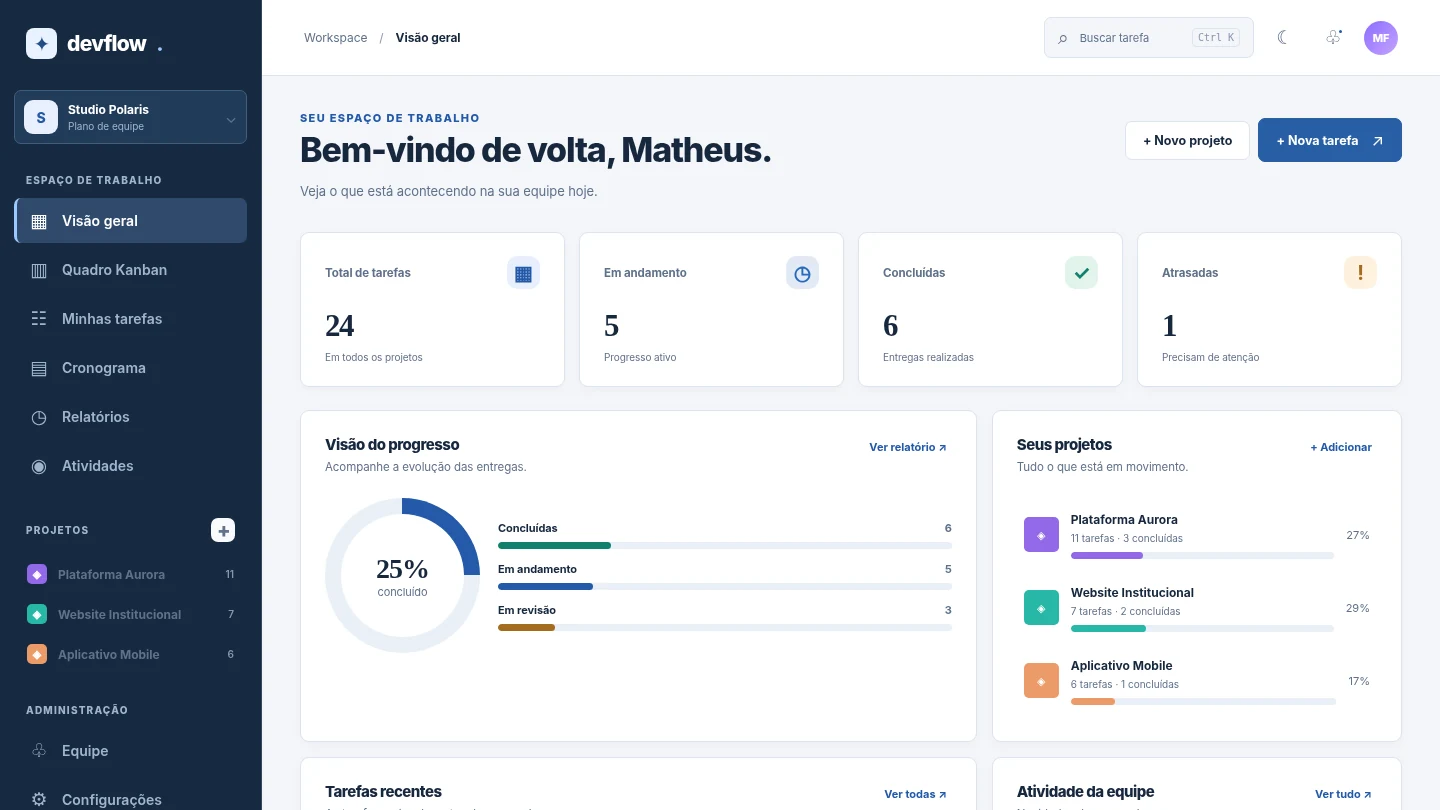 devflow .
S
Studio Polaris
Plano de equipe
ESPAÇO DE TRABALHO
Visão geral
Quadro Kanban
Minhas tarefas
Cronograma
Relatórios
Atividades
PROJETOS
+
Plataforma Aurora 11
Website Institucional 7
Aplicativo Mobile 6
ADMINISTRAÇÃO
Equipe
Configurações
Workspace / Visão geral
Buscar tarefa Ctrl K
MF
SEU ESPAÇO DE TRABALHO
Bem-vindo de volta, Matheus.
Veja o que está acontecendo na sua equipe hoje.
+ Novo projeto
+ Nova tarefa ↗
Total de tarefas
24
Em todos os projetos
Em andamento
5
Progresso ativo
Concluídas
✓
6
Entregas realizadas
Atrasadas
!
1
Precisam de atenção
Visão do progresso
Ver relatório ↗
Acompanhe a evolução das entregas.
25%
concluído
Concluídas 6
Em andamento 5
Em revisão 3
Seus projetos
+ Adicionar
Tudo o que está em movimento.
Plataforma Aurora
11 tarefas · 3 concluídas
27%
Website Institucional
7 tarefas · 2 concluídas
29%
Aplicativo Mobile
6 tarefas · 1 concluídas
17%
Tarefas recentes
Ver todas ↗
Atividade da equipe
Ver tudo ↗